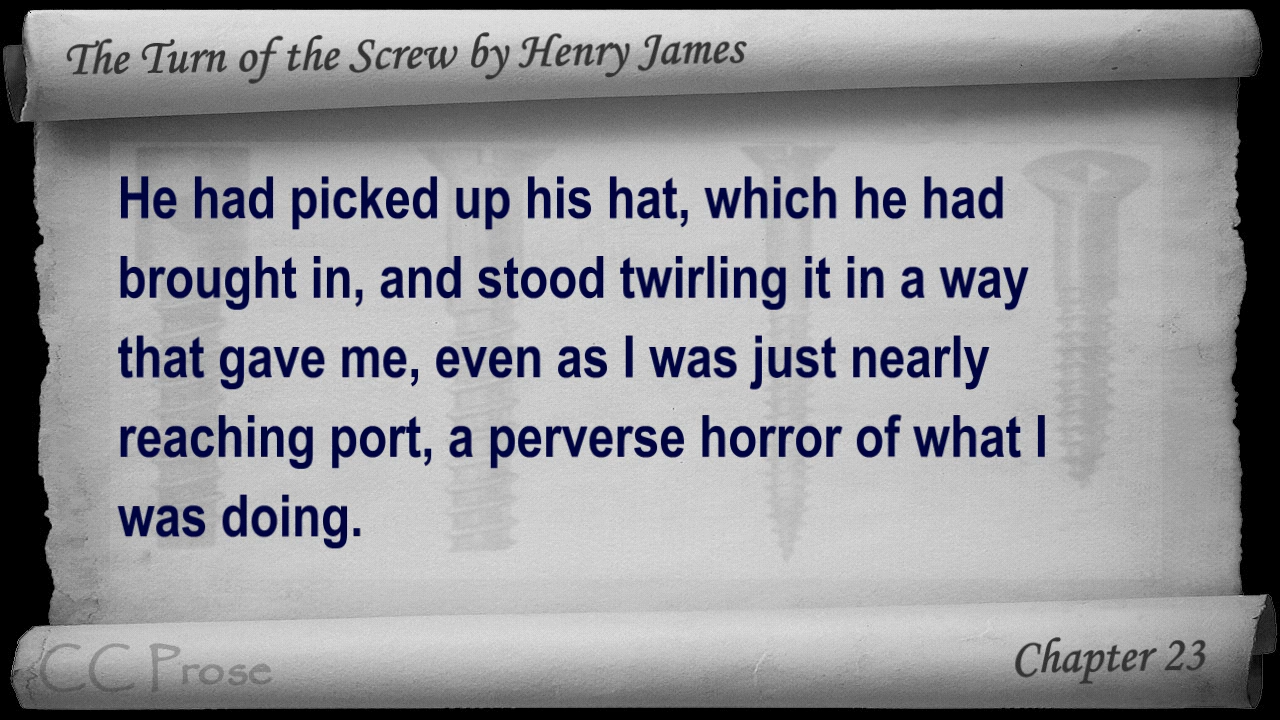 The Turn of the Screw by Henry James
He had picked up his hat, which he had
brought in, and stood twirling it in a way
that gave me, even as I was just nearly
reaching port, a perverse horror of what I
was doing.
CC Prose
Chapter 23